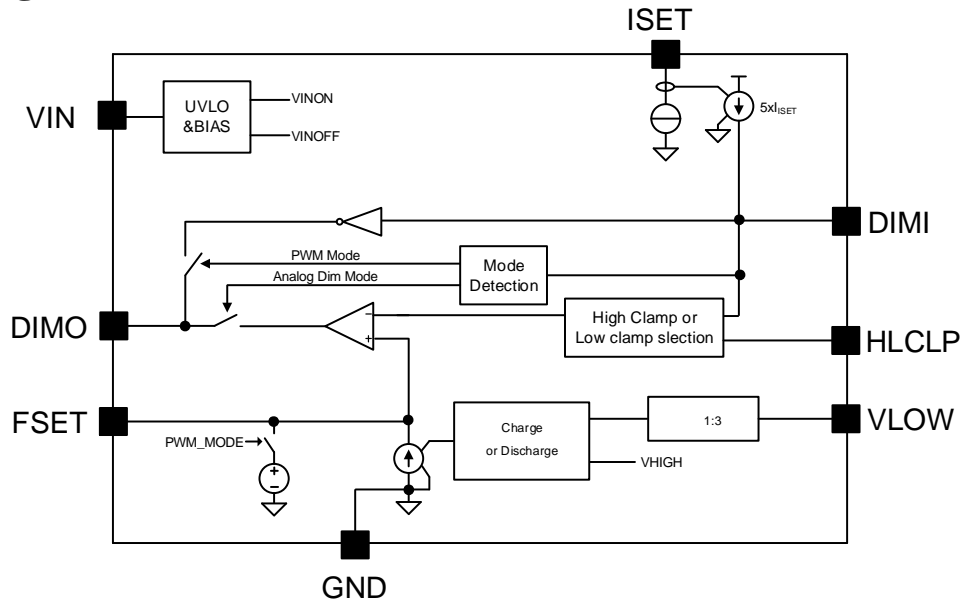 ISET
VIN
UVLO
&BIAS
VINON
VINOFF
5xIISET
DIMI
PWM Mode
Analog Dim Mode
Mode
Detection
DIMO
−
+
High Clamp or
Low clamp slection
HLCLP
FSET
PWM_MODE
+
−
Charge
or Discharge
1:3
VHIGH
VLOW
GND